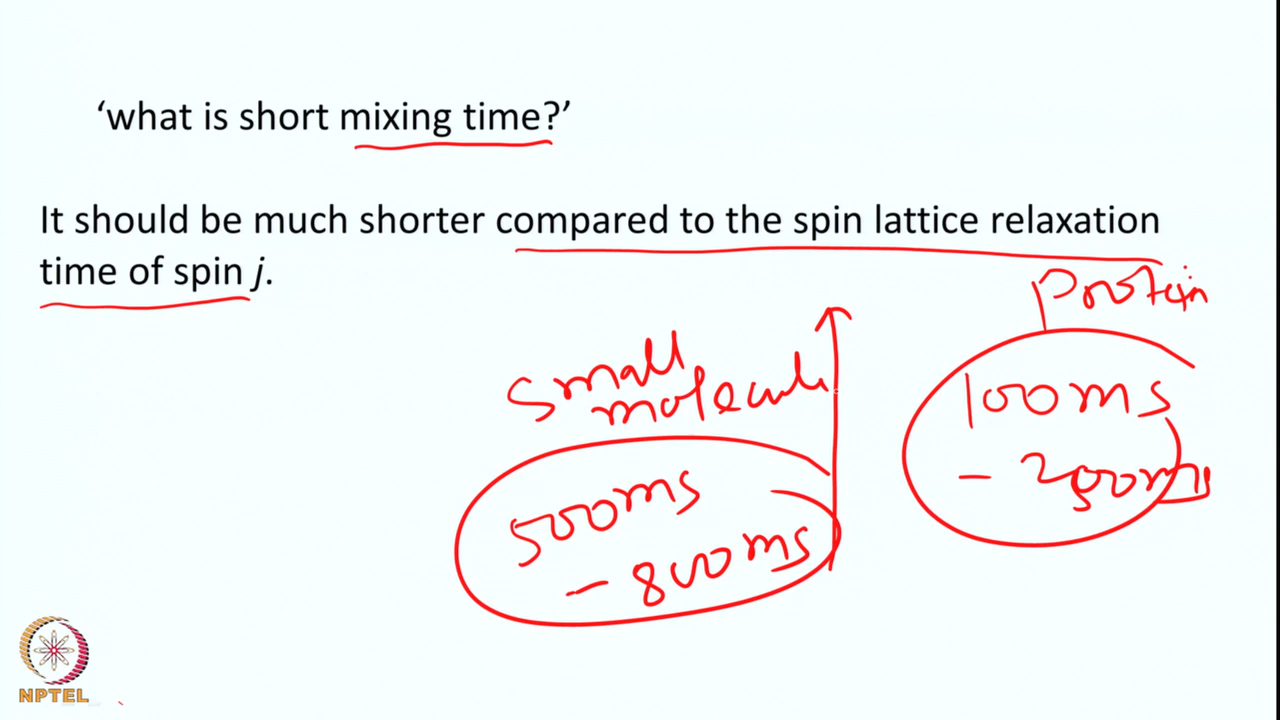 ‘what is short mixing time?’
It should be much shorter compared to the spin lattice relaxation
time of spin j.
small
molecule
500ms
- 800ms
protein
100ms
- 200ms
NPTEL